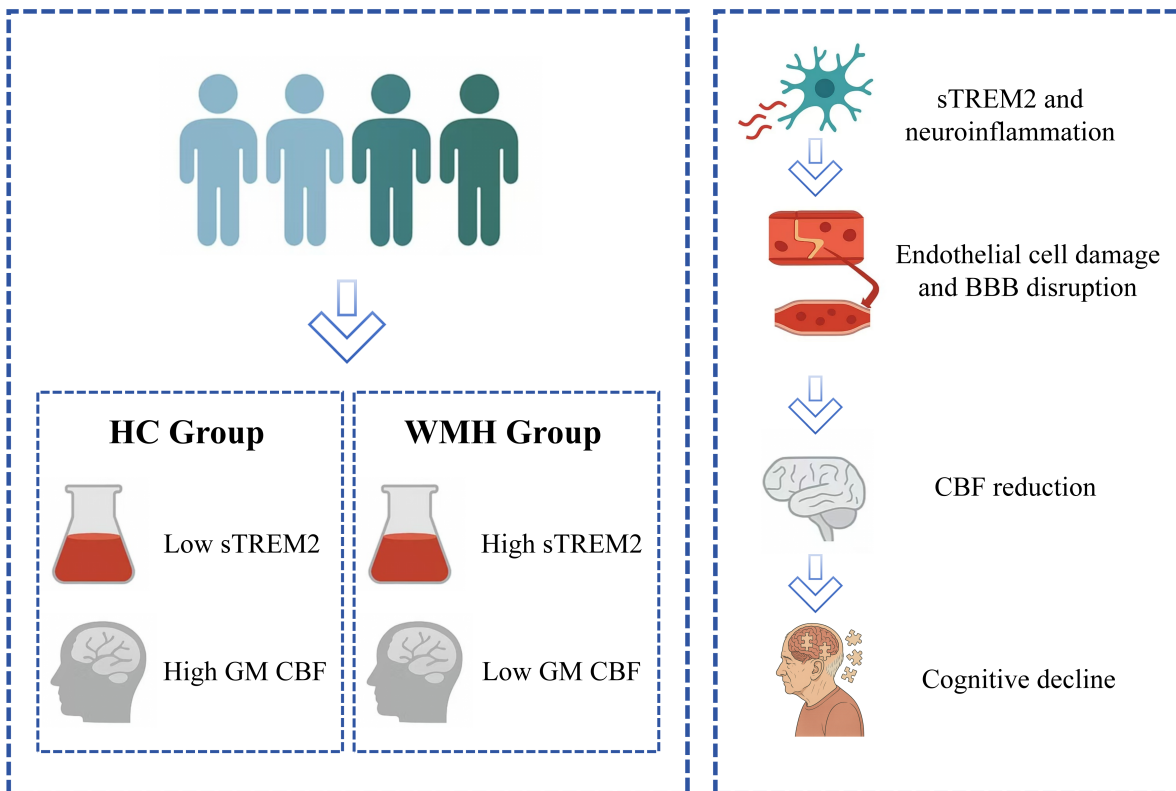 HC Group
Low sTREM2
High GM CBF
WMH Group
High sTREM2
Low GM CBF
sTREM2 and
neuroinflammation
Endothelial cell damage
and BBB disruption
CBF reduction
Cognitive decline